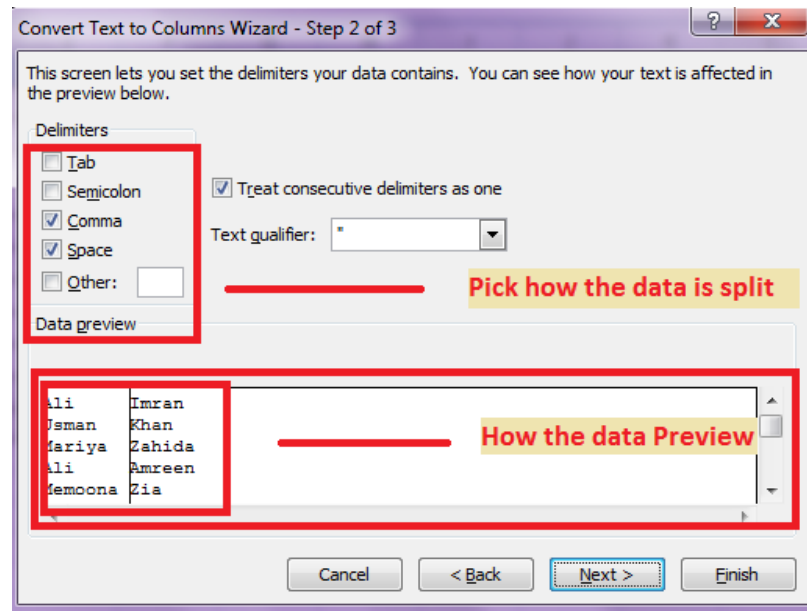 Convert Text to Columns Wizard - Step 2 of 3
This screen lets you set the delimiters your data contains.  You can see how your text is affected in
the preview below.
Delimiters
Tab
Semicolon
Comma
Space
Other:
Treat consecutive delimiters as one
Text qualifier: "
Pick how the data is split
Data preview
Ali Imran
Usman Khan
Mariya Zahida
Ali Amreen
Memoona Zia
How the data Preview
Cancel
< Back
Next >
Finish